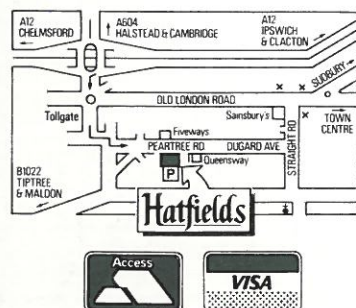 A12
CHELMSFORD
A604
HALSTEAD & CAMBRIDGE
A12
IPSWICH
& CLACTON
SUDBURY
OLD LONDON ROAD
Tollgate
Sainsbury's
TOWN
CENTRE
Fiveways
PEARTREE RD
DUGARD AVE
STRAIGHT RD
Queensway
P
B1022
TIPTREE
& MALDON
Hatfields
Access
VISA